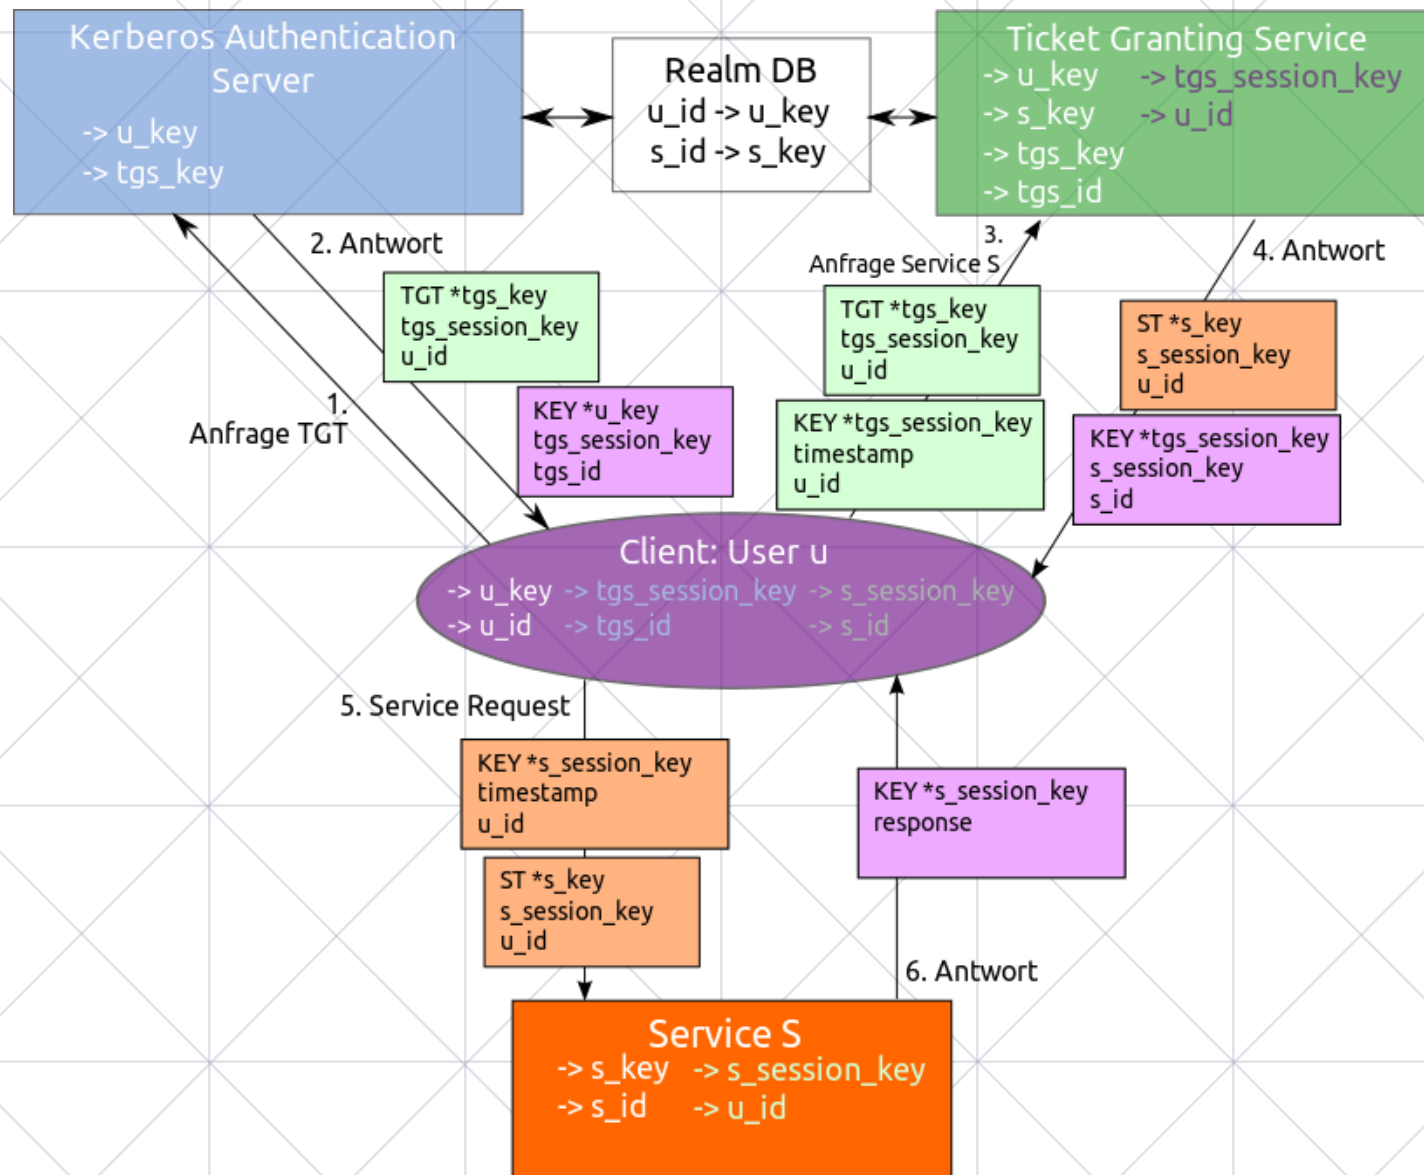 Kerberos Authentication
Server
-> u_key
-> tgs_key
Realm DB
u_id -> u_key
s_id -> s_key
Ticket Granting Service
-> u_key -> tgs_session_key
-> s_key -> u_id
-> tgs_key
-> tgs_id
2. Antwort
TGT *tgs_key
tgs_session_key
u_id
KEY *u_key
tgs_session_key
tgs_id
1.
Anfrage TGT
3.
Anfrage Service S
TGT *tgs_key
tgs_session_key
u_id
KEY *tgs_session_key
timestamp
u_id
4. Antwort
ST *s_key
s_session_key
u_id
KEY *tgs_session_key
s_session_key
s_id
Client: User u
-> u_key -> tgs_session_key -> s_session_key
-> u_id -> tgs_id -> s_id
5. Service Request
KEY *s_session_key
timestamp
u_id
ST *s_key
s_session_key
u_id
KEY *s_session_key
response
6. Antwort
Service S
-> s_key -> s_session_key
-> s_id -> u_id